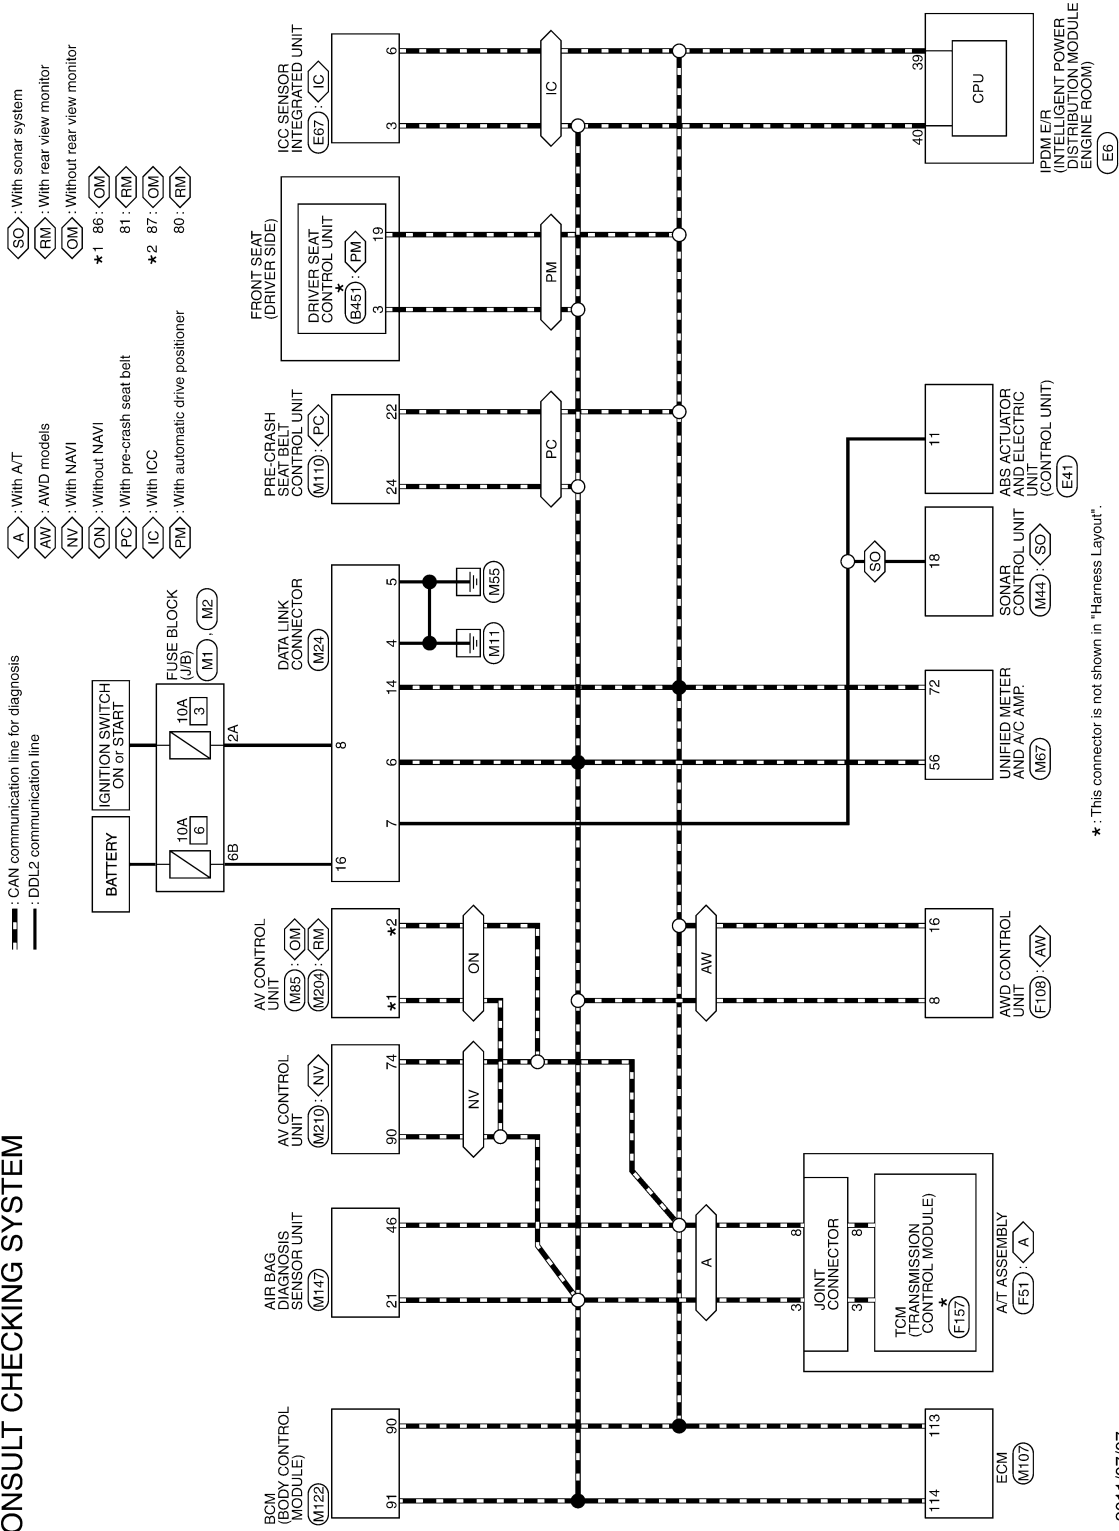 ONSULT CHECKING SYSTEM
: CAN communication line for diagnosis
: DDL2 communication line
A : With A/T
AW : AWD models
NV : With NAVI
ON : Without NAVI
PC : With pre-crash seat belt
IC : With ICC
PM : With automatic drive positioner
SO : With sonar system
RM : With rear view monitor
OM : Without rear view monitor
*1 86 : OM
81 : RM
*2 87 : OM
80 : RM
BATTERY
IGNITION SWITCH
ON or START
10A
6
10A
3
FUSE BLOCK
(J/B)
M1 , M2
6B
2A
BCM
(BODY CONTROL
MODULE)
M122
91
90
AIR BAG
DIAGNOSIS
SENSOR UNIT
M147
21
46
AV CONTROL
UNIT
M210 : NV
90
74
NV
AV CONTROL
UNIT
M85 : OM
M204 : RM
*1
*2
ON
DATA LINK
CONNECTOR
M24
16
8
7
6
14
4
5
M11
M55
PRE-CRASH
SEAT BELT
CONTROL UNIT
M110 : PC
24
22
PC
FRONT SEAT
(DRIVER SIDE)
DRIVER SEAT
CONTROL UNIT
*
B451 : PM
3
19
PM
ICC SENSOR
INTEGRATED UNIT
E67 : IC
3
6
IC
A
AW
SO
114
113
ECM
M107
3
8
JOINT
CONNECTOR
3
8
TCM
(TRANSMISSION
CONTROL MODULE)
*
F157
A/T ASSEMBLY
F51 : A
8
16
AWD CONTROL
UNIT
F108 : AW
56
72
UNIFIED METER
AND A/C AMP.
M67
18
SONAR
CONTROL UNIT
M44 : SO
11
ABS ACTUATOR
AND ELECTRIC
UNIT
(CONTROL UNIT)
E41
40
39
CPU
IPDM E/R
(INTELLIGENT POWER
DISTRIBUTION MODULE
ENGINE ROOM)
E6
* : This connector is not shown in "Harness Layout".